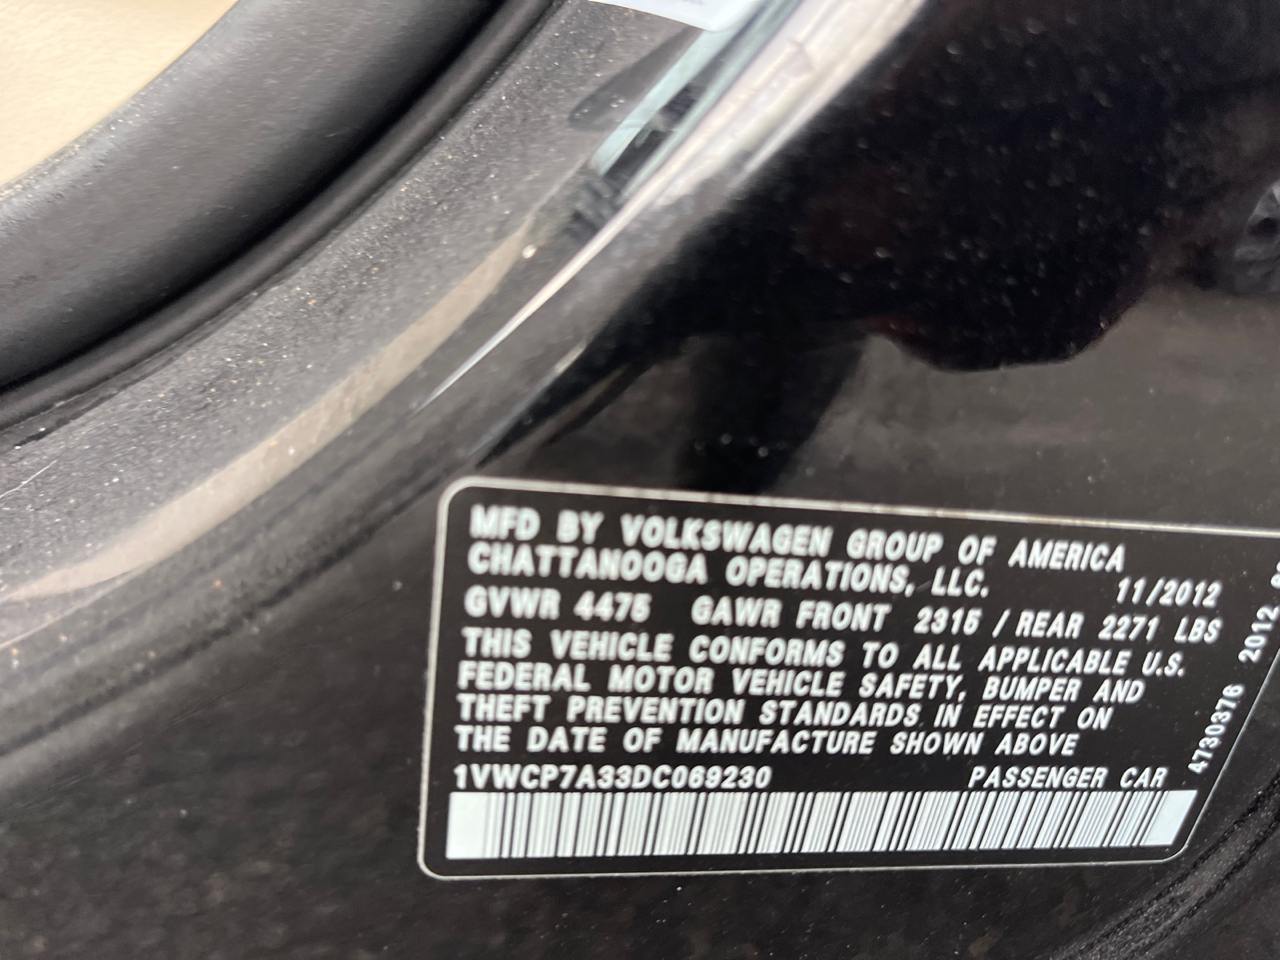 MFD BY VOLKSWAGEN GROUP OF AMERICA
CHATTANOOGA OPERATIONS, LLC. 11/2012
GVWR 4475 GAWR FRONT 2315 / REAR 2271 LBS
THIS VEHICLE CONFORMS TO ALL APPLICABLE U.S.
FEDERAL MOTOR VEHICLE SAFETY, BUMPER AND
THEFT PREVENTION STANDARDS IN EFFECT ON
THE DATE OF MANUFACTURE SHOWN ABOVE
1VWCP7A33DC069230 PASSENGER CAR
4730376 2012